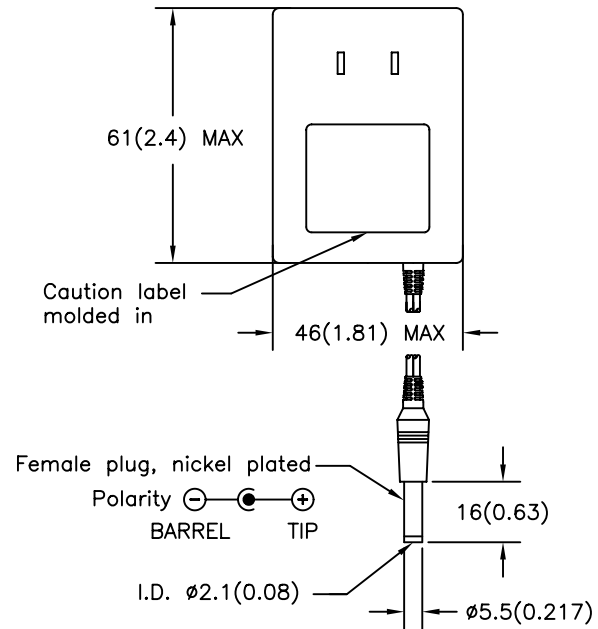 61(2.4) MAX
Caution label
molded in
46(1.81) MAX
Female plug, nickel plated
Polarity - +
BARREL TIP
16(0.63)
I.D. ø2.1(0.08)
ø5.5(0.217)